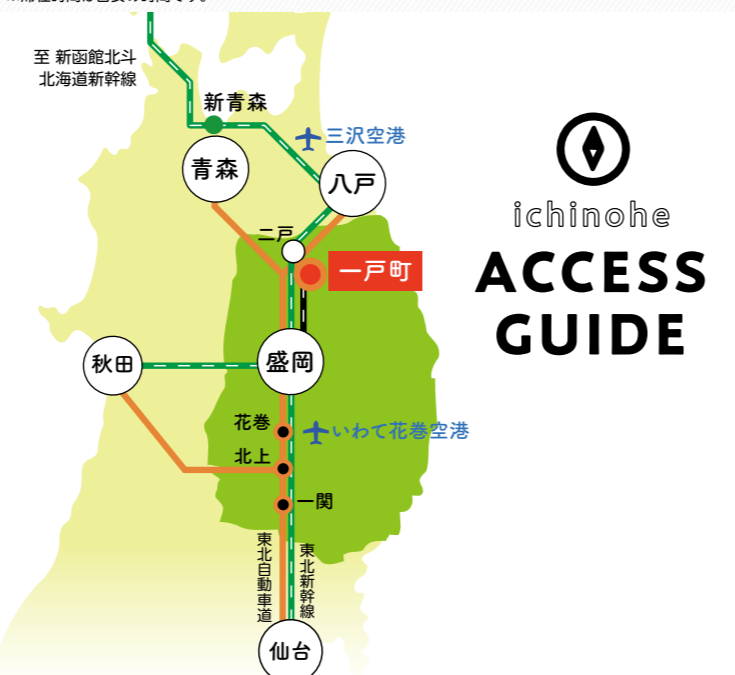 至 新函館北斗
北海道新幹線
新青森
三沢空港
青森
八戸
二戸
一戸町
秋田
盛岡
花巻
いわて花巻空港
北上
一関
東北自動車道
東北新幹線
仙台
ichinohe
ACCESS
GUIDE